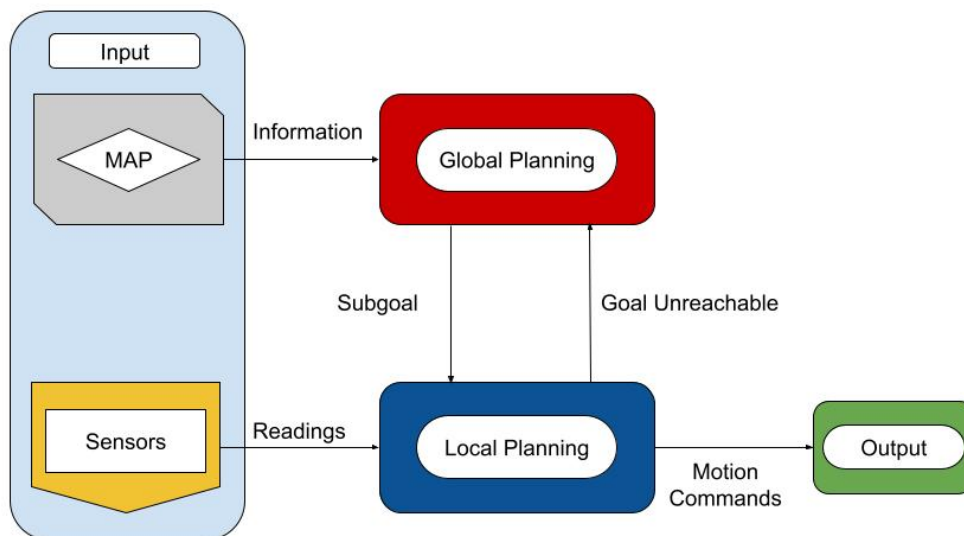 Input
MAP
Information
Global Planning
Subgoal
Goal Unreachable
Sensors
Readings
Local Planning
Motion
Commands
Output